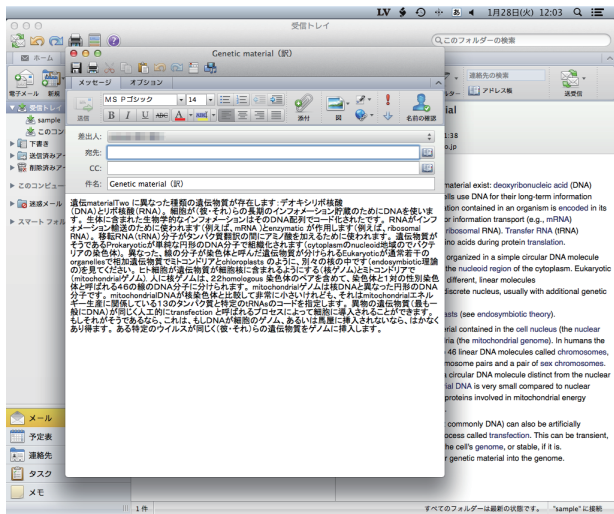 LV
1月28日(火) 12:03
受信トレイ
このフォルダーの検索
ホーム
電子メール
新規
連絡先の検索
アドレス帳
送受信
受信トレイ
sample
下書き
迷惑メール
メール
予定表
連絡先
タスク
メモ
Genetic material (訳)
メッセージ
オプション
MS Pゴシック
14
B I U ABC A abc
送信
添付
図
名前の確認
差出人:
宛先:
CC:
件名: Genetic material (訳)
遺伝materialTwo に異なった種類の遺伝物質が存在します: デオキシリボ核酸
(DNA)とリボ核酸(RNA)。細胞が(彼・それ)らの長期のインフォメーション貯蔵のためにDNAを使いま
す。生体に含まれた生物学的なインフォメーションはそのDNA配列でコード化されたです。RNAがインフ
ォメーション輸送のために使われます(例えば、mRNA )とenzymatic が作用します(例えば、ribosomal
RNA)。移転RNA(tRNA)分子がタンパク質翻訳の間にアミノ酸を加えるために使われます。遺伝物質が
そうであるProkaryoticが単純な円形のDNA分子で組織化されます(cytoplasmのnucleoid地域のでバクテ
リアの染色体)。異なった、線の分子が染色体と呼んだ遺伝物質が分けられるEukaryoticが通常若干の
organellesで相加遺伝物質でミトコンドリアとchloroplasts のように、別々の核の中です(endosymbiotic理論
の)を見てください。ヒト細胞が遺伝物質が細胞核に含まれるようにする(核ゲノム)とミトコンドリアで
(mitochondrialゲノム)。人に核ゲノムは、22homologous 染色体のペアを含めて、染色体と1対の性別染色
体と呼ばれる46の線のDNA分子に分けられます。mitochondrialゲノムは核DNAと異なった円形のDNA
分子です。mitochondrialDNAが核染色体と比較して非常に小さいけれども、それはmitochondrialエネル
ギー生産に関係している13のタンパク質と特定のtRNAsのコードを指定します。異物の遺伝物質(最も一
般にDNA)が同じく人工的にtransfection と呼ばれるプロセスによって細胞に導入されることができます。
もしそれがそうであるなら、これは、もしDNAが細胞のゲノム、あるいは馬屋に挿入されないなら、はかなく
あり得ます。ある特定のウイルスが同じく(彼・それ)らの遺伝物質をゲノムに挿入します。
material exist: deoxyribonucleic acid (DNA)
lls use DNA for their long-term information
tion contained in an organism is encoded in its
r information transport (e.g., mRNA)
ribosomal RNA). Transfer RNA (tRNA)
no acids during protein translation.
organized in a simple circular DNA molecule
the nucleoid region of the cytoplasm. Eukaryotic
different, linear molecules
discrete nucleus, usually with additional genetic
asts (see endosymbiotic theory).
rial contained in the cell nucleus (the nuclear
ria (the mitochondrial genome). In humans the
46 linear DNA molecules called chromosomes,
mosome pairs and a pair of sex chromosomes.
circular DNA molecule distinct from the nuclear
ial DNA is very small compared to nuclear
proteins involved in mitochondrial energy
commonly DNA) can also be artificially
ocess called transfection. This can be transient,
he cell's genome, or stable, if it is.
genetic material into the genome.
1 件
すべてのフォルダーは最新の状態です。
"sample" に接続